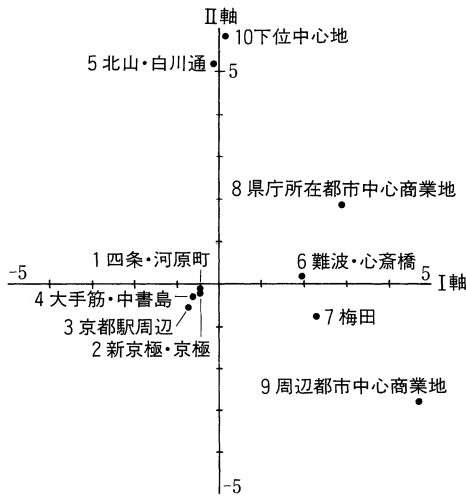 II軸
10下位中心地
5 北山・白川通
5
8 県庁所在都市中心商業地
1 四条・河原町
6 難波・心斎橋
-5
5
I軸
4 大手筋・中書島
7 梅田
3 京都駅周辺
2 新京極・京極
9 周辺都市中心商業地
-5